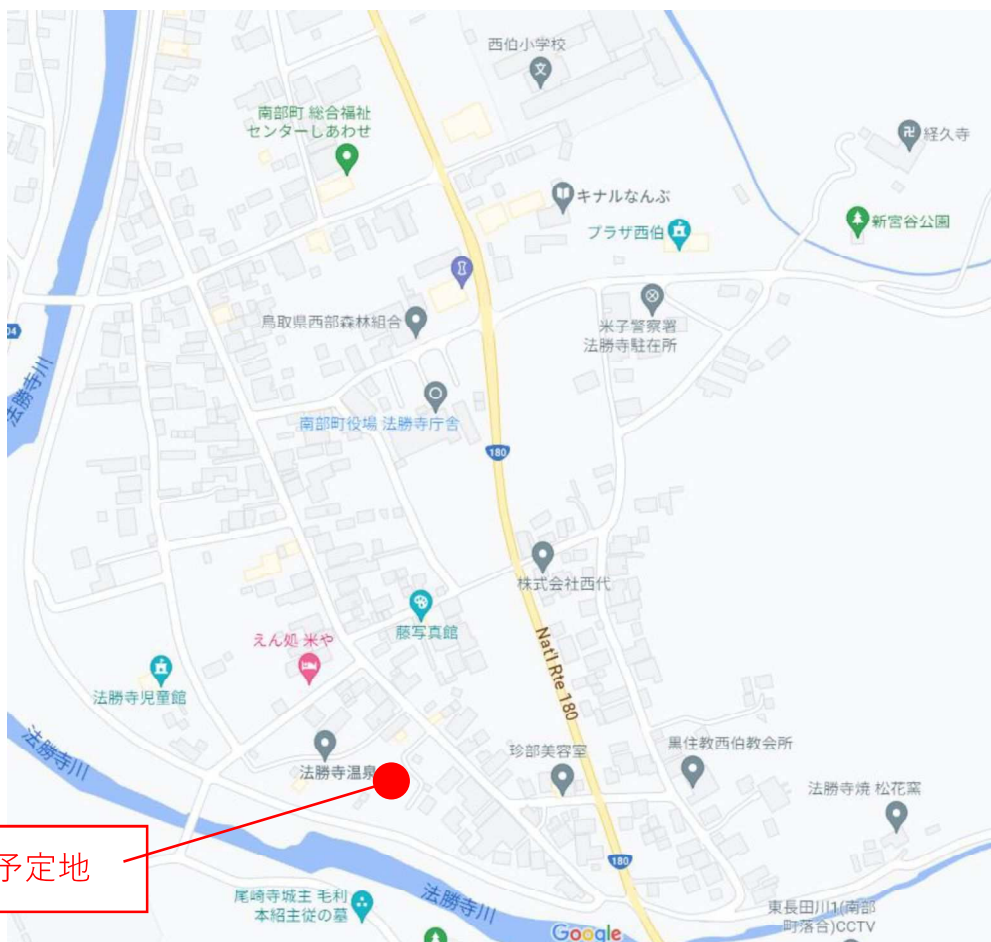 西伯小学校
南部町 総合福祉
センターしあわせ
経久寺
キナルなんぶ
新宮谷公園
プラザ西伯
鳥取県西部森林組合
米子警察署
法勝寺駐在所
法勝寺川
南部町役場 法勝寺庁舎
180
株式会社西代
藤写真館
えん処 米や
Nat'l Rte 180
法勝寺児童館
法勝寺川
珍部美容室
黒住教西伯教会所
法勝寺温泉
法勝寺焼 松花窯
予定地
180
尾崎寺城主 毛利
本紹主従の墓
法勝寺川
東長田川1(南部
町落合)CCTV
Google